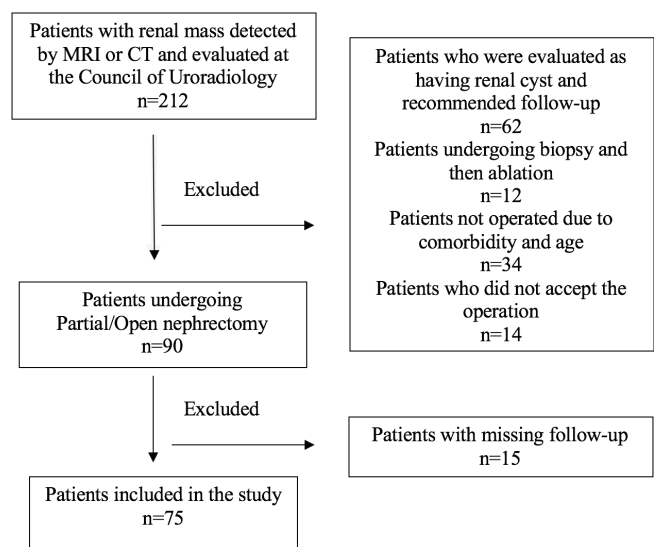 Patients with renal mass detected
by MRI or CT and evaluated at
the Council of Uroradiology
n=212
Patients who were evaluated as
having renal cyst and
recommended follow-up
n=62
Patients undergoing biopsy and
then ablation
n=12
Patients not operated due to
comorbidity and age
n=34
Patients who did not accept the
operation
n=14
Excluded
Patients undergoing
Partial/Open nephrectomy
n=90
Excluded
Patients with missing follow-up
n=15
Patients included in the study
n=75